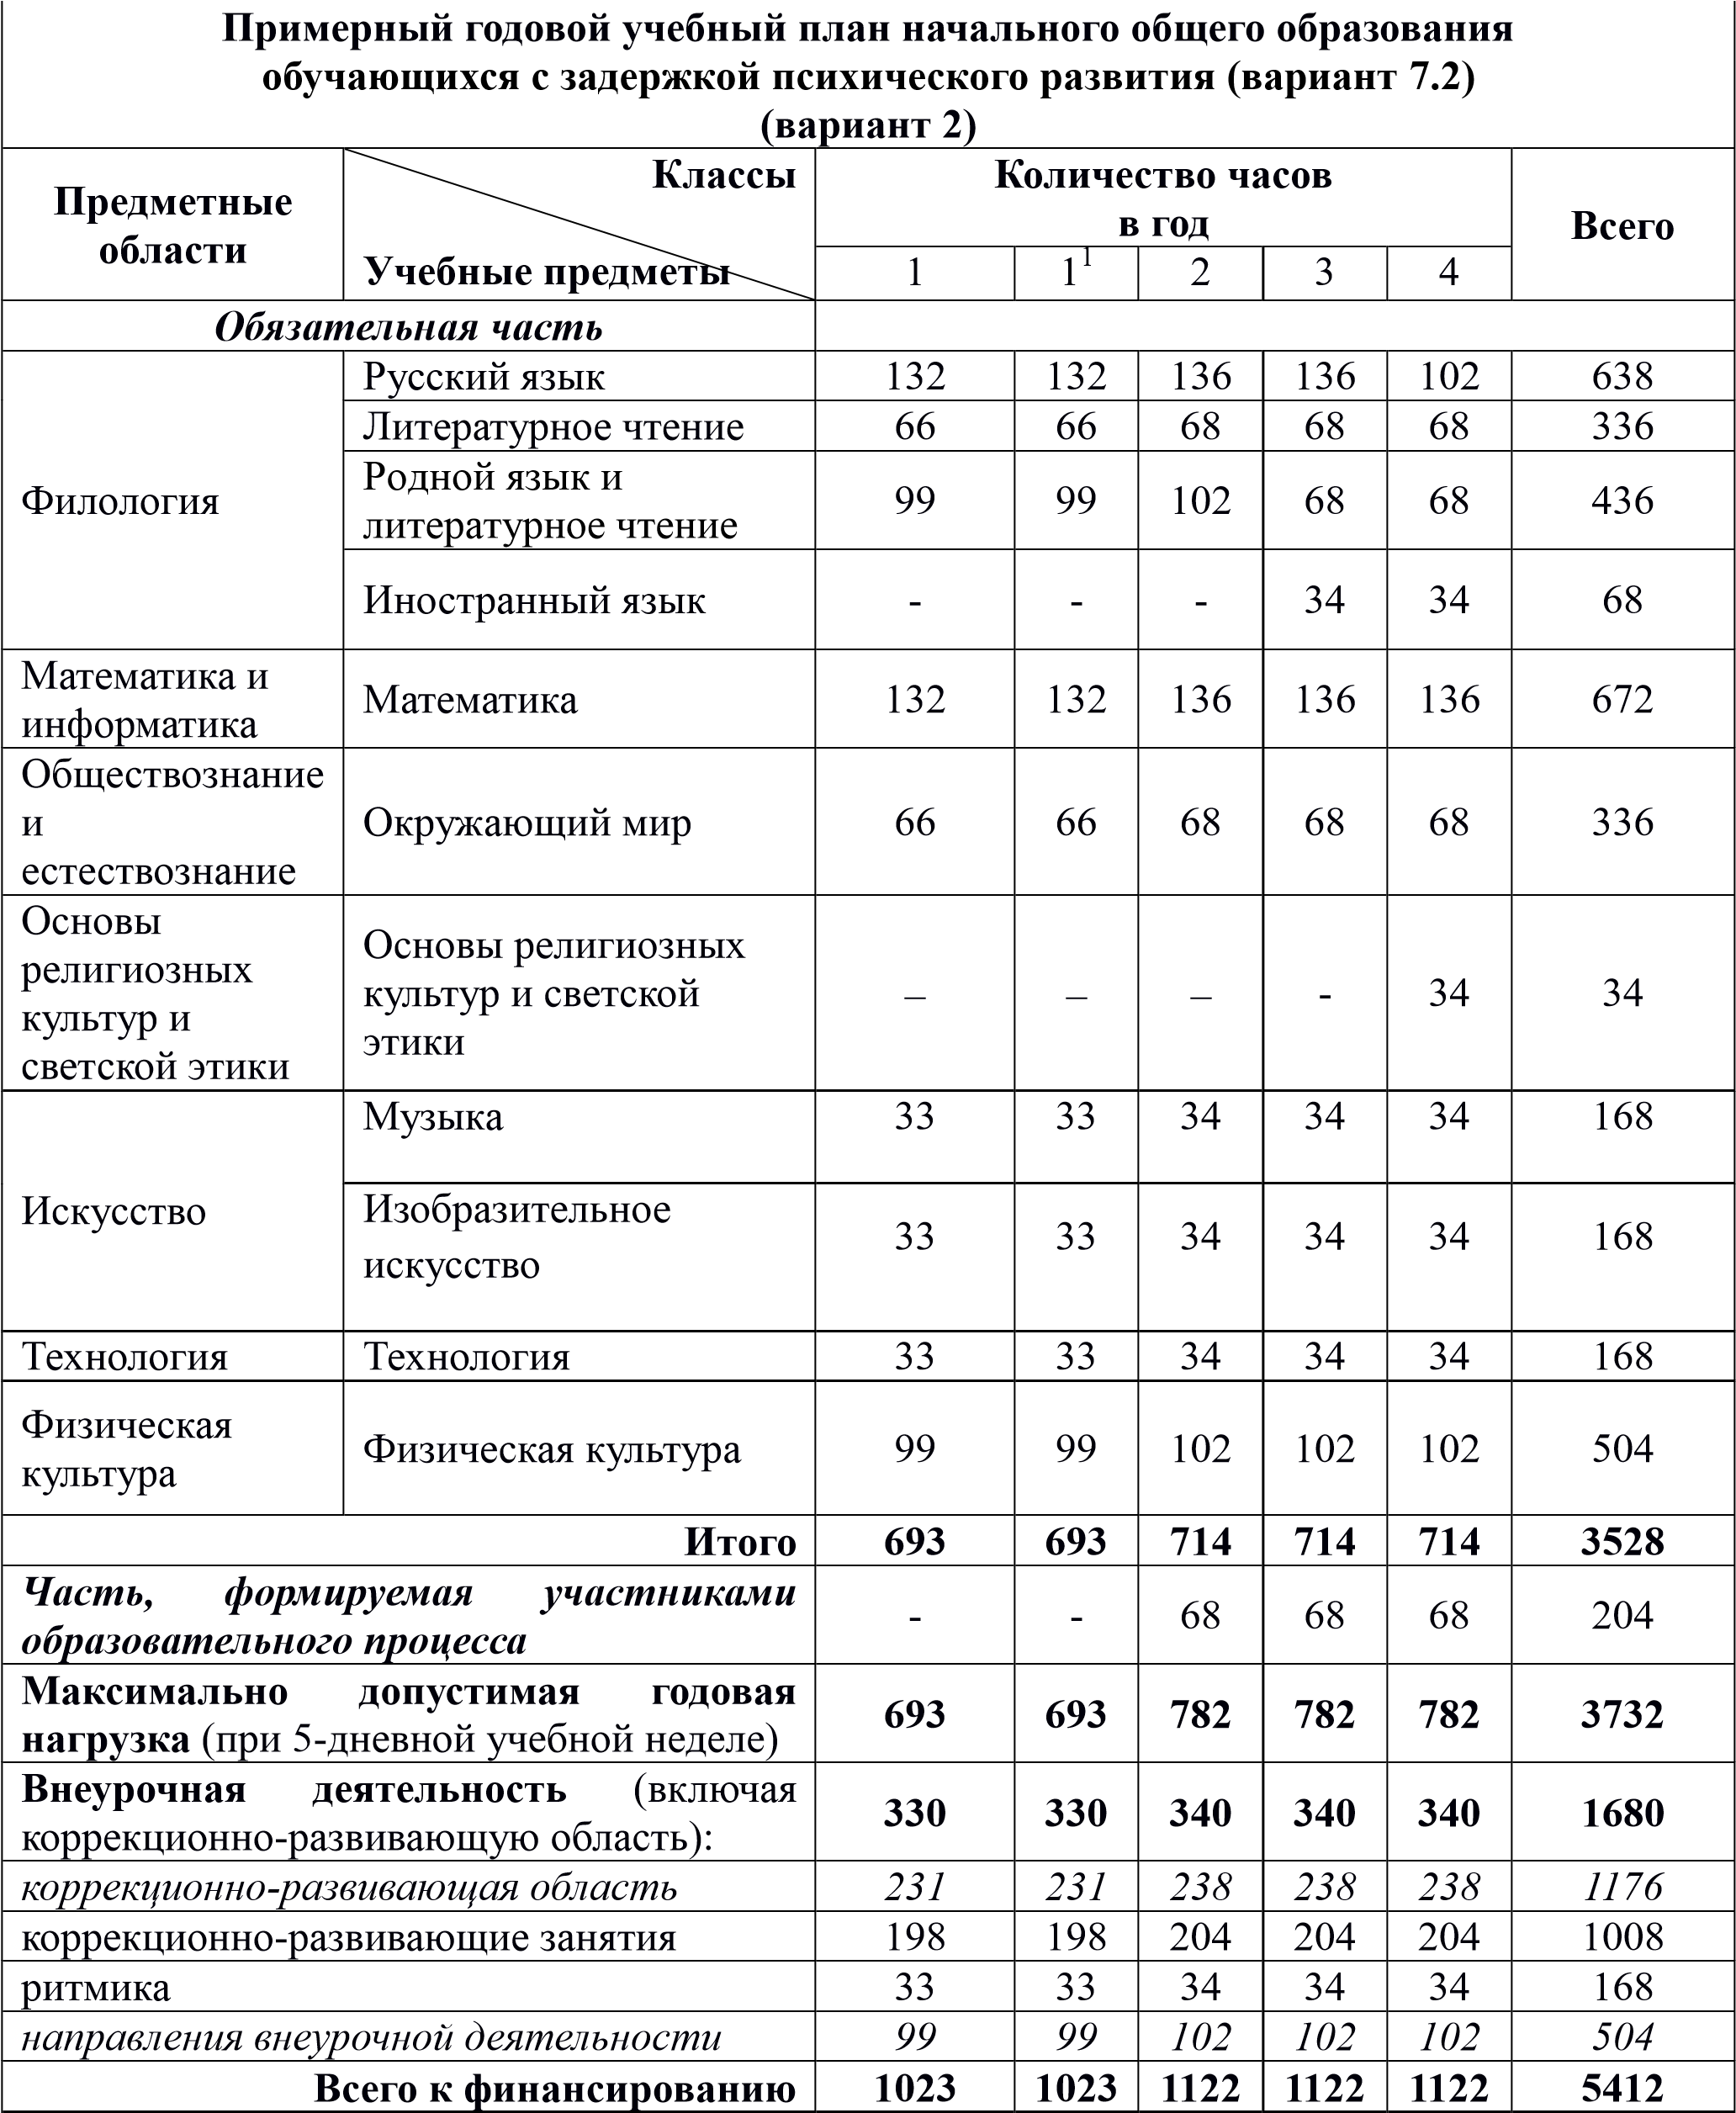 Примерный годовой учебный план начального общего образования
обучающихся с задержкой психического развития (вариант 7.2)
(вариант 2)
Предметные
области
Классы
Учебные предметы
Количество часов
в год
Всего
1 1¹ 2 3 4
Обязательная часть
Филология
Русский язык 132 132 136 136 102 638
Литературное чтение 66 66 68 68 68 336
Родной язык и
литературное чтение
99 99 102 68 68 436
Иностранный язык - - - 34 34 68
Математика и
информатика
Математика 132 132 136 136 136 672
Обществознание
и
естествознание
Окружающий мир 66 66 68 68 68 336
Основы
религиозных
культур и
светской этики
Основы религиозных
культур и светской
этики
– – – - 34 34
Искусство
Музыка 33 33 34 34 34 168
Изобразительное
искусство
33 33 34 34 34 168
Технология Технология 33 33 34 34 34 168
Физическая
культура
Физическая культура 99 99 102 102 102 504
Итого 693 693 714 714 714 3528
Часть, формируемая участниками
образовательного процесса
- - 68 68 68 204
Максимально допустимая годовая
нагрузка (при 5-дневной учебной неделе)
693 693 782 782 782 3732
Внеурочная деятельность (включая
коррекционно-развивающую область):
330 330 340 340 340 1680
коррекционно-развивающая область 231 231 238 238 238 1176
коррекционно-развивающие занятия 198 198 204 204 204 1008
ритмика 33 33 34 34 34 168
направления внеурочной деятельности 99 99 102 102 102 504
Всего к финансированию 1023 1023 1122 1122 1122 5412